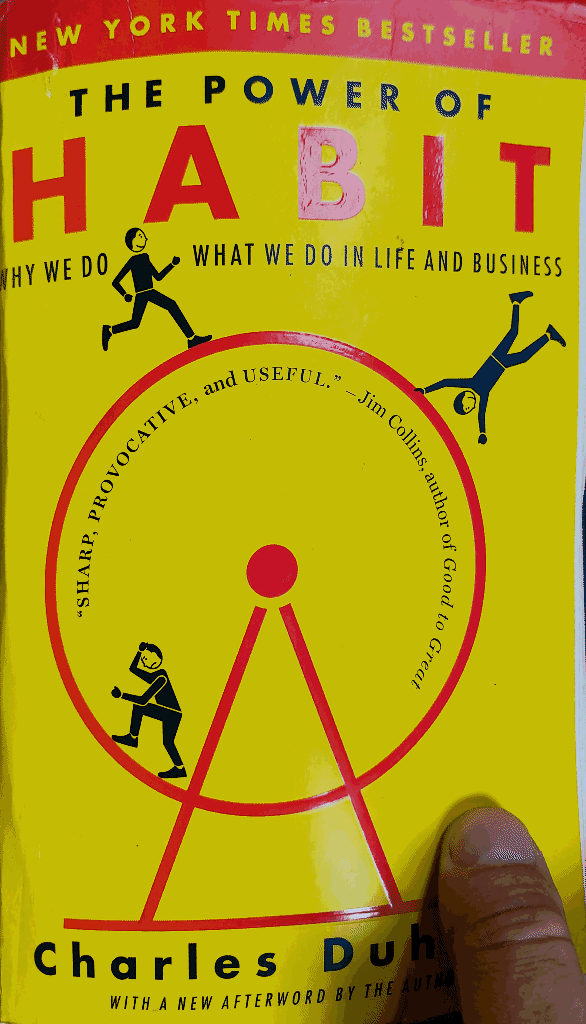 NEW YORK TIMES BESTSELLER
THE POWER OF
HABIT
WHY WE DO WHAT WE DO IN LIFE AND BUSINESS
“SHARP, PROVOCATIVE, and USEFUL.” –Jim Collins, author of Good to Great
Charles Duh
WITH A NEW AFTERWORD BY THE